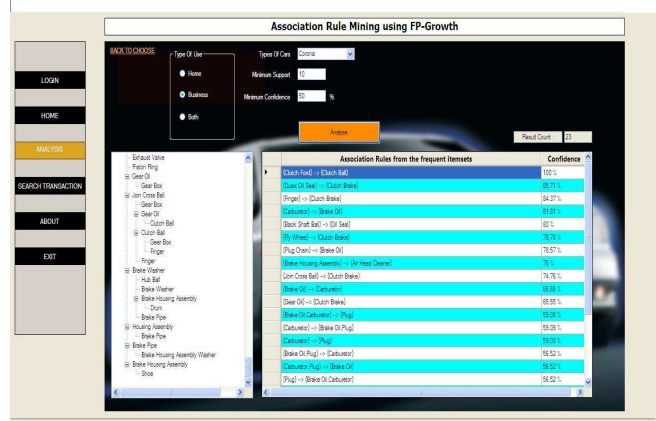 Association Rule Mining using FP-Growth
BACK TO CHOOSE
Type Of Use
Home
Business
Both
Types Of Cars Corona
Minimum Support 10
Minimum Confidence 50 %
Analyse
Result Count : 23
LOGIN
HOME
ANALYSIS
SEARCH TRANSACTION
ABOUT
EXIT
Exhaust Valve
Piston Ring
Gear Oil
Gear Box
Join Cross Ball
Gear Box
Gear Oil
Clutch Ball
Clutch Ball
Gear Box
Finger
Finger
Brake Washer
Hub Ball
Brake Washer
Brake Housing Assembly
Drum
Brake Pipe
Housing Assembly
Brake Pipe
Brake Pipe
Brake Housing Assembly Washer
Brake Housing Assembly
Shoe
Association Rules from the frequent itemsets Confidence
{Clutch Ford} --> {Clutch Ball} 100 %
Oil Seal} --> {Clutch Brake} 85.71 %
{Finger} --> {Clutch Brake} 84.37 %
{Carburetor} --> {Brake Oil} 81.81 %
{Back Shaft Ball} --> {Oil Seal} 80 %
{Fly Wheel} --> {Clutch Brake} 78.78 %
{Plug Chain} --> {Brake Oil} 78.57 %
{Brake Housing Assembly} --> {Air Head Cleaner} 75 %
{Join Cross Ball} --> {Clutch Brake} 74.76 %
{Brake Oil} --> {Carburetor} 66.66 %
{Gear Oil} --> {Clutch Brake} 65.55 %
{Brake Oil,Carburetor} --> {Plug} 59.09 %
{Carburetor} --> {Brake Oil,Plug} 59.09 %
{Carburetor} --> {Plug} 59.09 %
{Brake Oil,Plug} --> {Carburetor} 56.52 %
{Carburetor,Plug} --> {Brake Oil} 56.52 %
{Plug} --> {Brake Oil,Carburetor} 56.52 %